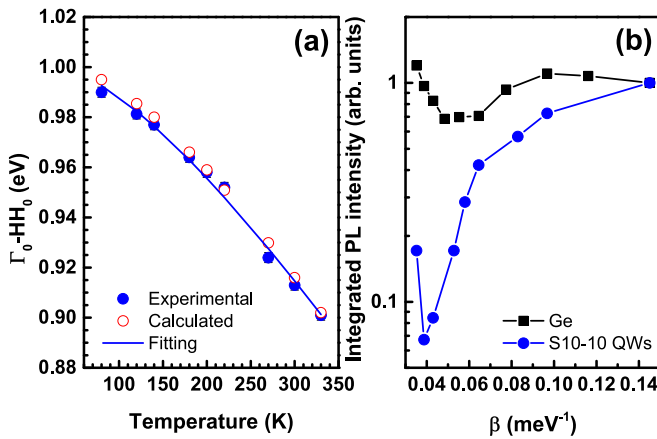 (a)
1.02
1.00
0.98
0.96
0.94
0.92
0.90
0.88
Γ₀-HH₀ (eV)
Experimental
Calculated
Fitting
100 150 200 250 300 350
Temperature (K)
(b)
Integrated PL intensity (arb. units)
1
0.1
Ge
S10-10 QWs
0.04 0.06 0.08 0.10 0.12 0.14
β (meV⁻¹)